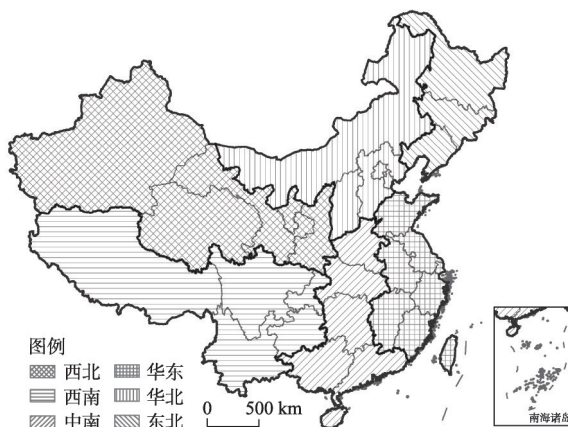 图例
西北 华东
西南 华北
中南 东北
0 500 km
南海诸岛